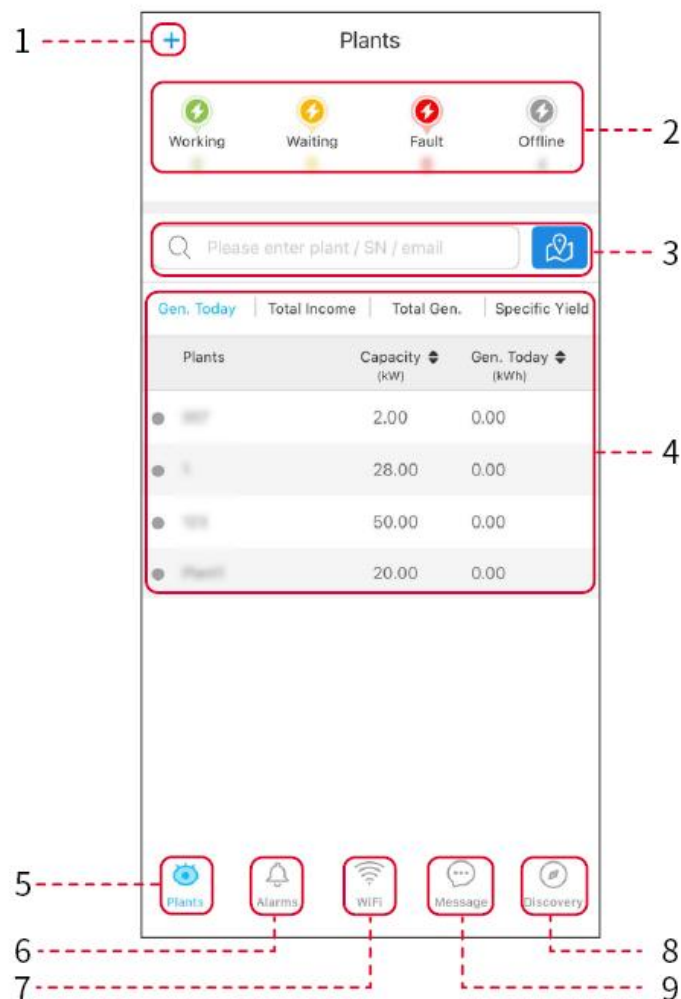 1
Plants
Working Waiting Fault Offline
2
Please enter plant / SN / email
3
Gen. Today Total Income Total Gen. Specific Yield
Plants Capacity Gen. Today
(kW) (kWh)
2.00 0.00
4
28.00 0.00
50.00 0.00
20.00 0.00
5
Plants Alarms WiFi Message Discovery
6 8
7 9